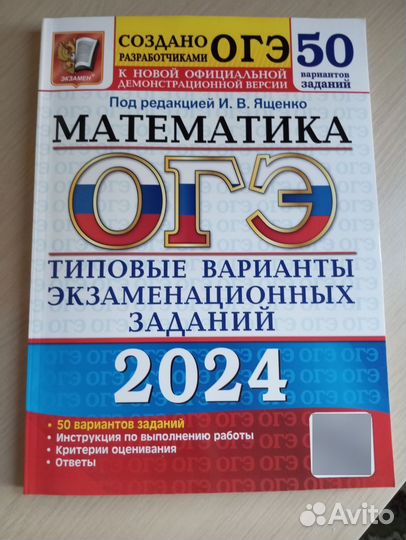 СОЗДАНО
РАЗРАБОТЧИКАМИ
ОГЭ
50
вариантов
заданий
ЭКЗАМЕН
К НОВОЙ ОФИЦИАЛЬНОЙ
ДЕМОНСТРАЦИОННОЙ ВЕРСИИ
Под редакцией И. В. Ященко
МАТЕМАТИКА
ОГЭ
ТИПОВЫЕ ВАРИАНТЫ
ЭКЗАМЕНАЦИОННЫХ
ЗАДАНИЙ
2024
• 50 вариантов заданий
• Инструкция по выполнению работы
• Критерии оценивания
• Ответы
Avito